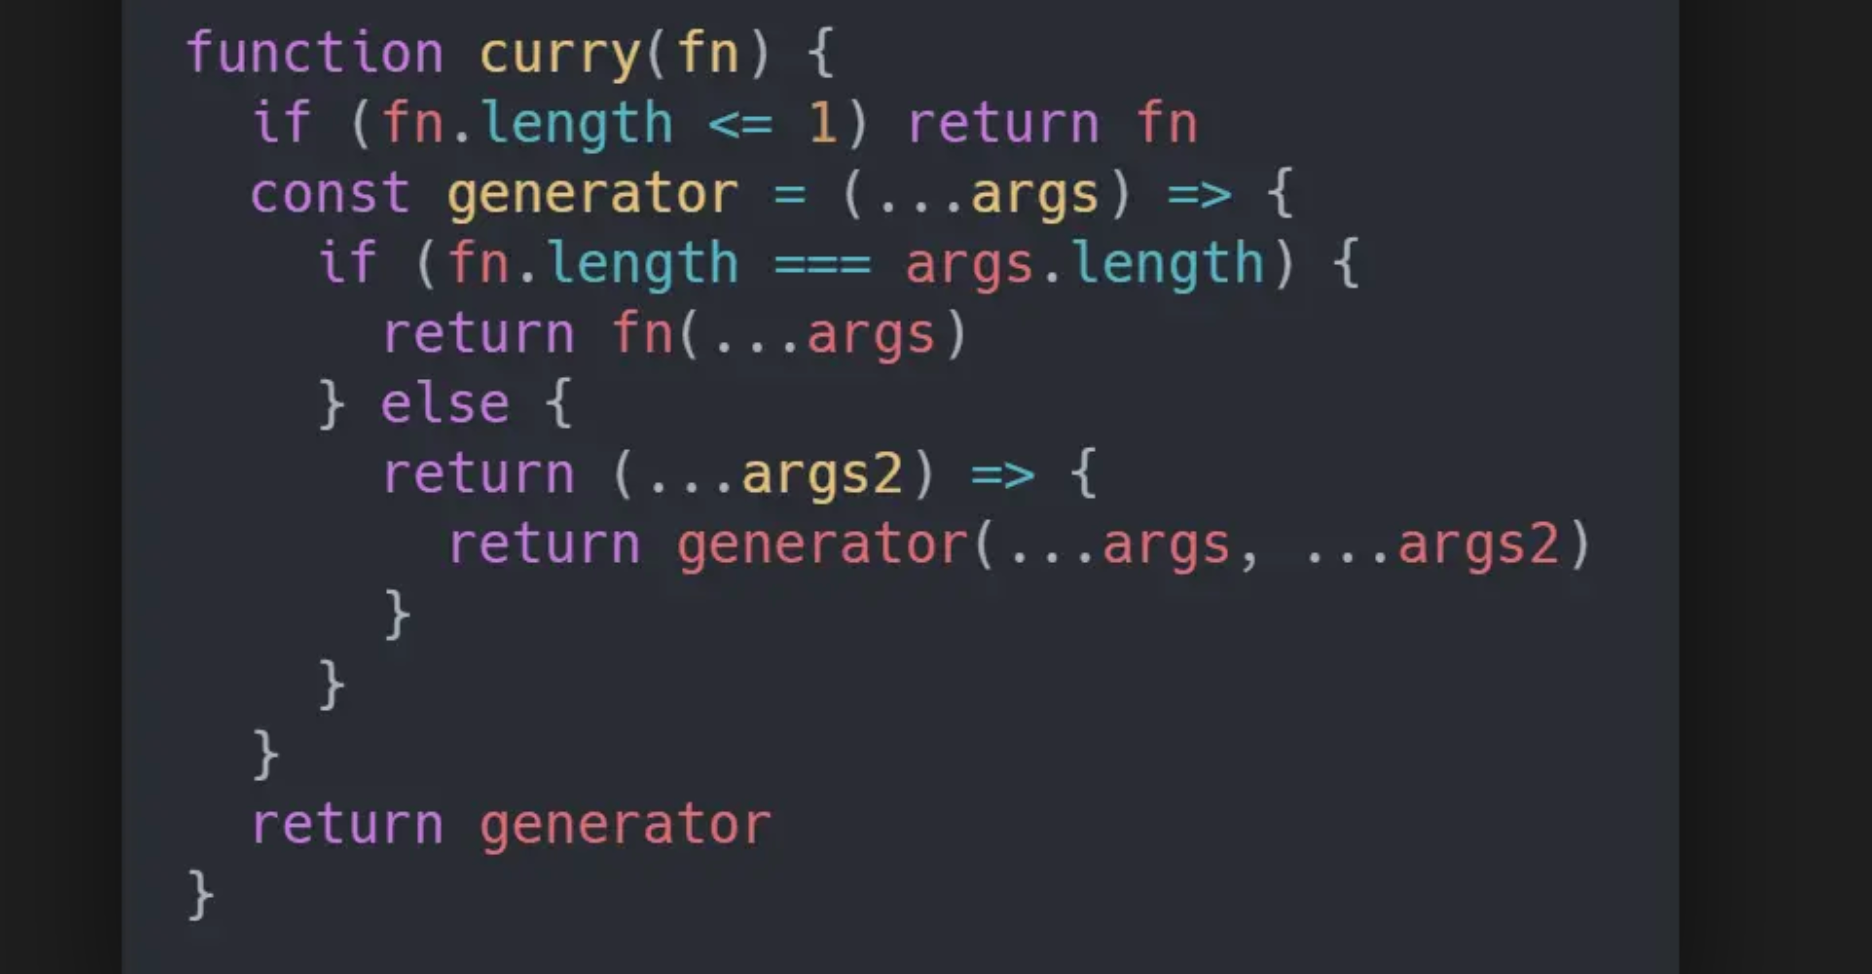 function curry(fn) {
  if (fn.length <= 1) return fn
  const generator = (...args) => {
    if (fn.length === args.length) {
      return fn(...args)
    } else {
      return (...args2) => {
        return generator(...args, ...args2)
      }
    }
  }
  return generator
}